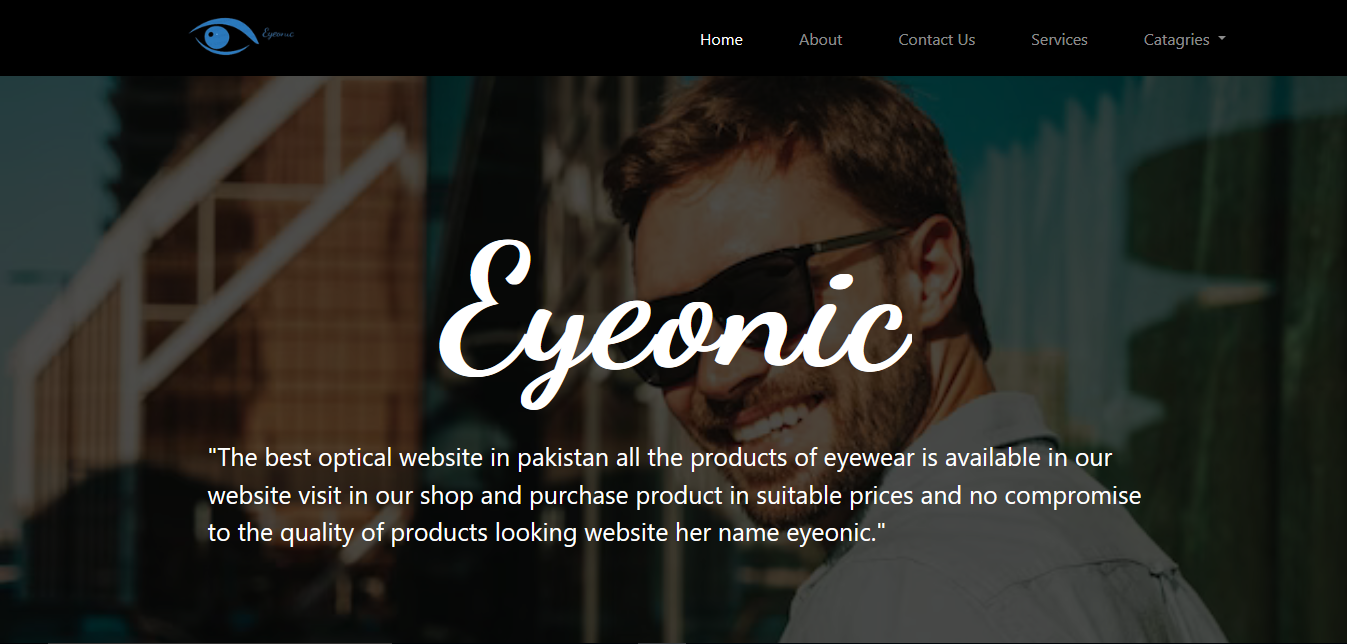 Eyeonic
Home About Contact Us Services Catagries
Eyeonic
"The best optical website in pakistan all the products of eyewear is available in our
website visit in our shop and purchase product in suitable prices and no compromise
to the quality of products looking website her name eyeonic."